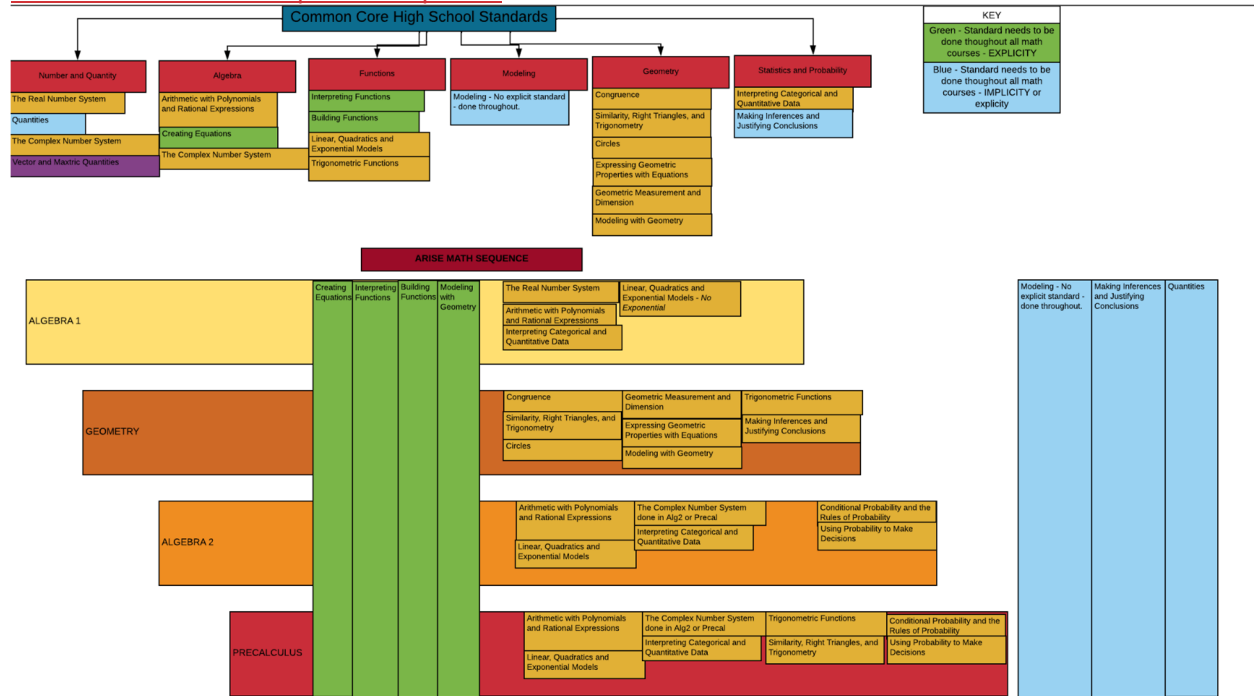 Common Core High School Standards
KEY
Green - Standard needs to be
done thoughout all math
courses - EXPLICITY
Blue - Standard needs to be
done thoughout all math
courses - IMPLICITY or
explicity
Number and Quantity
The Real Number System
Quantities
The Complex Number System
Vector and Maxtric Quantities
Algebra
Arithmetic with Polynomials
and Rational Expressions
Creating Equations
The Complex Number System
Functions
Interpreting Functions
Building Functions
Linear, Quadratics and
Exponential Models
Trigonometric Functions
Modeling
Modeling - No explicit standard
- done throughout.
Geometry
Congruence
Similarity, Right Triangles, and
Trigonometry
Circles
Expressing Geometric
Properties with Equations
Geometric Measurement and
Dimension
Modeling with Geometry
Statistics and Probability
Interpreting Categorical and
Quantitative Data
Making Inferences and
Justifying Conclusions
ARISE MATH SEQUENCE
Creating
Equations
Interpreting
Functions
Building
Functions
Modeling
with
Geometry
Modeling - No
explicit standard -
done throughout.
Making Inferences
and Justifying
Conclusions
Quantities
ALGEBRA 1
The Real Number System
Arithmetic with Polynomials
and Rational Expressions
Interpreting Categorical and
Quantitative Data
Linear, Quadratics and
Exponential Models - No
Exponential
GEOMETRY
Congruence
Similarity, Right Triangles, and
Trigonometry
Circles
Geometric Measurement and
Dimension
Expressing Geometric
Properties with Equations
Modeling with Geometry
Trigonometric Functions
Making Inferences and
Justifying Conclusions
ALGEBRA 2
Arithmetic with Polynomials
and Rational Expressions
Linear, Quadratics and
Exponential Models
The Complex Number System
done in Alg2 or Precal
Interpreting Categorical and
Quantitative Data
Conditional Probability and the
Rules of Probability
Using Probability to Make
Decisions
PRECALCULUS
Arithmetic with Polynomials
and Rational Expressions
Linear, Quadratics and
Exponential Models
The Complex Number System
done in Alg2 or Precal
Interpreting Categorical and
Quantitative Data
Trigonometric Functions
Similarity, Right Triangles, and
Trigonometry
Conditional Probability and the
Rules of Probability
Using Probability to Make
Decisions